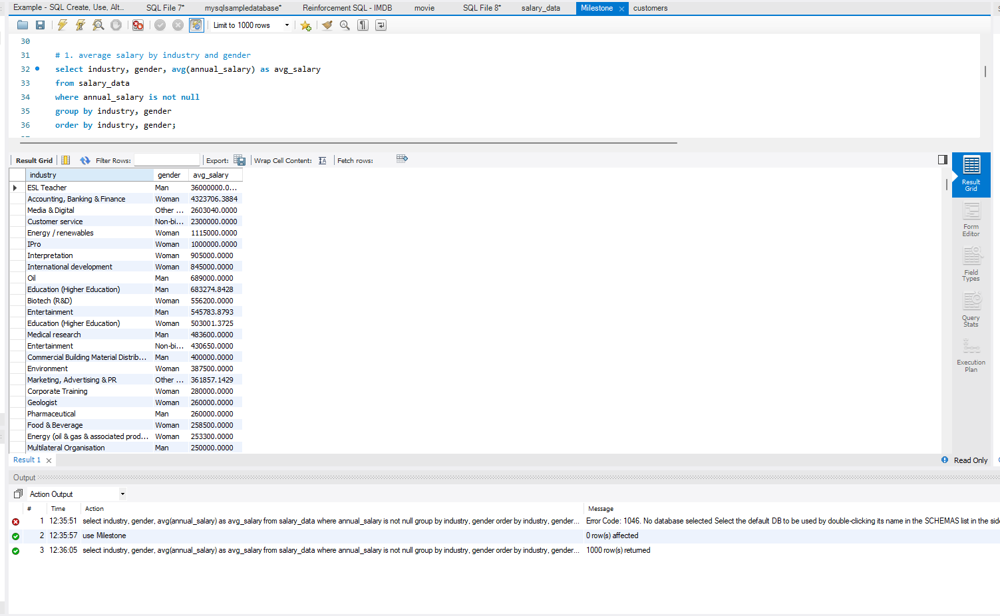 Example - SQL Create, Use, Alt... SQL File 7* mysqlsampledatabase* Reinforcement SQL - IMDB movie SQL File 8* salary_data Milestone customers
Limit to 1000 rows
30
31 # 1. average salary by industry and gender
32 select industry, gender, avg(annual_salary) as avg_salary
33 from salary_data
34 where annual_salary is not null
35 group by industry, gender
36 order by industry, gender;
Result Grid Filter Rows: Export: Wrap Cell Content: Fetch rows:
industry gender avg_salary
ESL Teacher Man 36000000.0...
Accounting, Banking & Finance Woman 4323706.3884
Media & Digital Other ... 2603040.0000
Customer service Non-bi... 2300000.0000
Energy / renewables Woman 1115000.0000
IPro Woman 1000000.0000
Interpretation Woman 905000.0000
International development Woman 845000.0000
Oil Man 689000.0000
Education (Higher Education) Man 683274.8428
Biotech (R&D) Woman 556200.0000
Entertainment Man 545783.8793
Education (Higher Education) Woman 503001.3725
Medical research Man 483600.0000
Entertainment Non-bi... 430650.0000
Commercial Building Material Distrib... Man 400000.0000
Environment Woman 387500.0000
Marketing, Advertising & PR Other ... 361857.1429
Corporate Training Woman 280000.0000
Geologist Woman 260000.0000
Pharmaceutical Man 260000.0000
Food & Beverage Woman 258500.0000
Energy (oil & gas & associated prod... Woman 253300.0000
Multilateral Organisation Man 250000.0000
Result
Grid
Form
Editor
Field
Types
Query
Stats
Execution
Plan
Result 1 Read Only
Output
Action Output
# Time Action Message
1 12:35:51 select industry, gender, avg(annual_salary) as avg_salary from salary_data where annual_salary is not null group by industry, gender order by industry, gender... Error Code: 1046. No database selected Select the default DB to be used by double-clicking its name in the SCHEMAS list in the side
2 12:35:57 use Milestone 0 row(s) affected
3 12:36:05 select industry, gender, avg(annual_salary) as avg_salary from salary_data where annual_salary is not null group by industry, gender order by industry, gender... 1000 row(s) returned